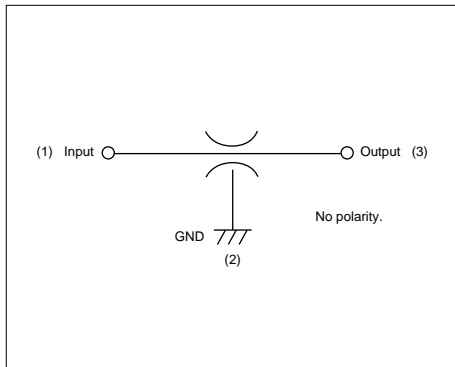 (1) Input Output (3)
No polarity.
GND
(2)